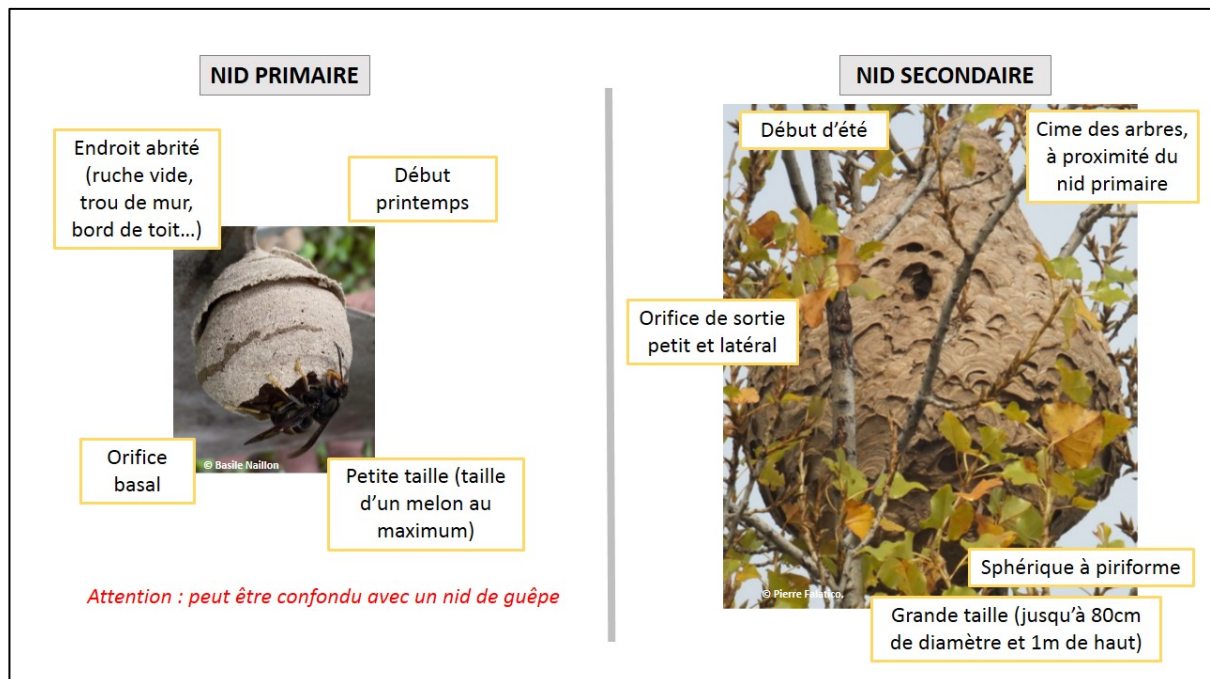 NID PRIMAIRE
Endroit abrité
(ruche vide,
trou de mur,
bord de toit...)
Début
printemps
Orifice
basal
© Basile Naillon
Petite taille (taille
d'un melon au
maximum)
Attention : peut être confondu avec un nid de guêpe
NID SECONDAIRE
Début d'été
Cime des arbres,
à proximité du
nid primaire
Orifice de sortie
petit et latéral
Sphérique à piriforme
© Pierre Falatico.
Grande taille (jusqu'à 80cm
de diamètre et 1m de haut)